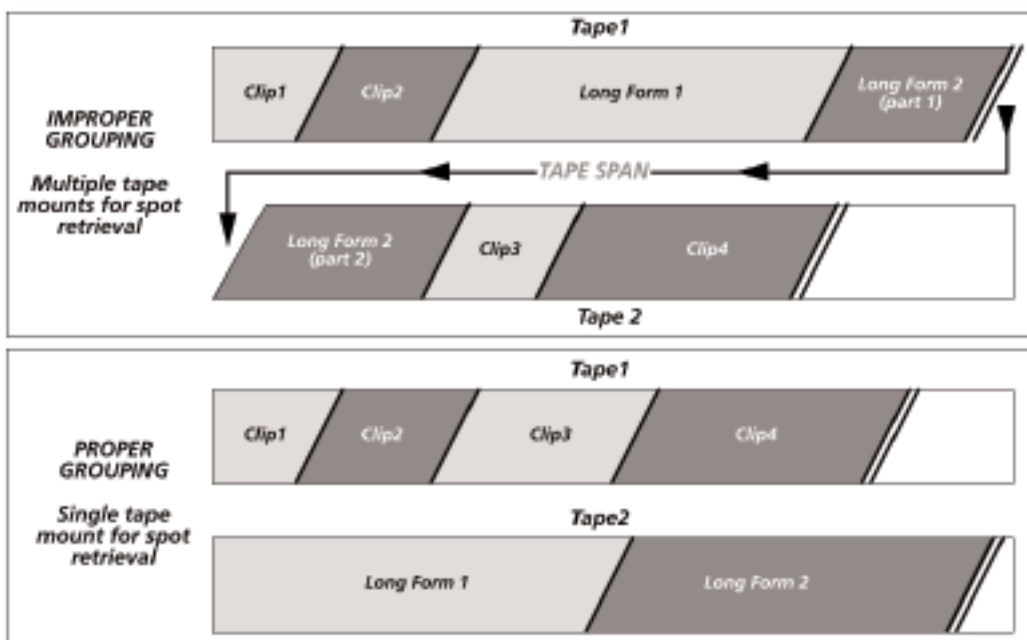 Tape1
IMPROPER
GROUPING
Multiple tape
mounts for spot
retrieval
Clip1
Clip2
Long Form 1
Long Form 2
(part 1)
TAPE SPAN
Long Form 2
(part 2)
Clip3
Clip4
Tape 2
Tape1
PROPER
GROUPING
Single tape
mount for spot
retrieval
Clip1
Clip2
Clip3
Clip4
Tape2
Long Form 1
Long Form 2